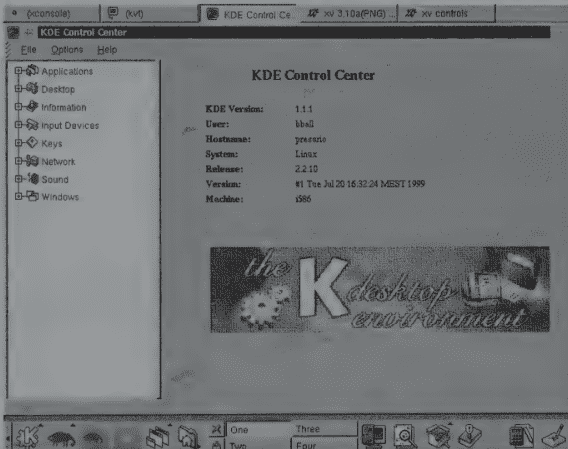 (xconsole) (kvt) KDE Control Ce... xv 3.10a(PNG) ... xv controls
KDE Control Center
File Options Help
Applications
Desktop
Information
Input Devices
Keys
Network
Sound
Windows
KDE Control Center
KDE Version: 1.1.1
User: bball
Hostname: presario
System: Linux
Release: 2.2.10
Version: #1 Tue Jul 20 16:32:24 MEST 1999
Machine: i586
the K desktop environment
One Three
Two Four